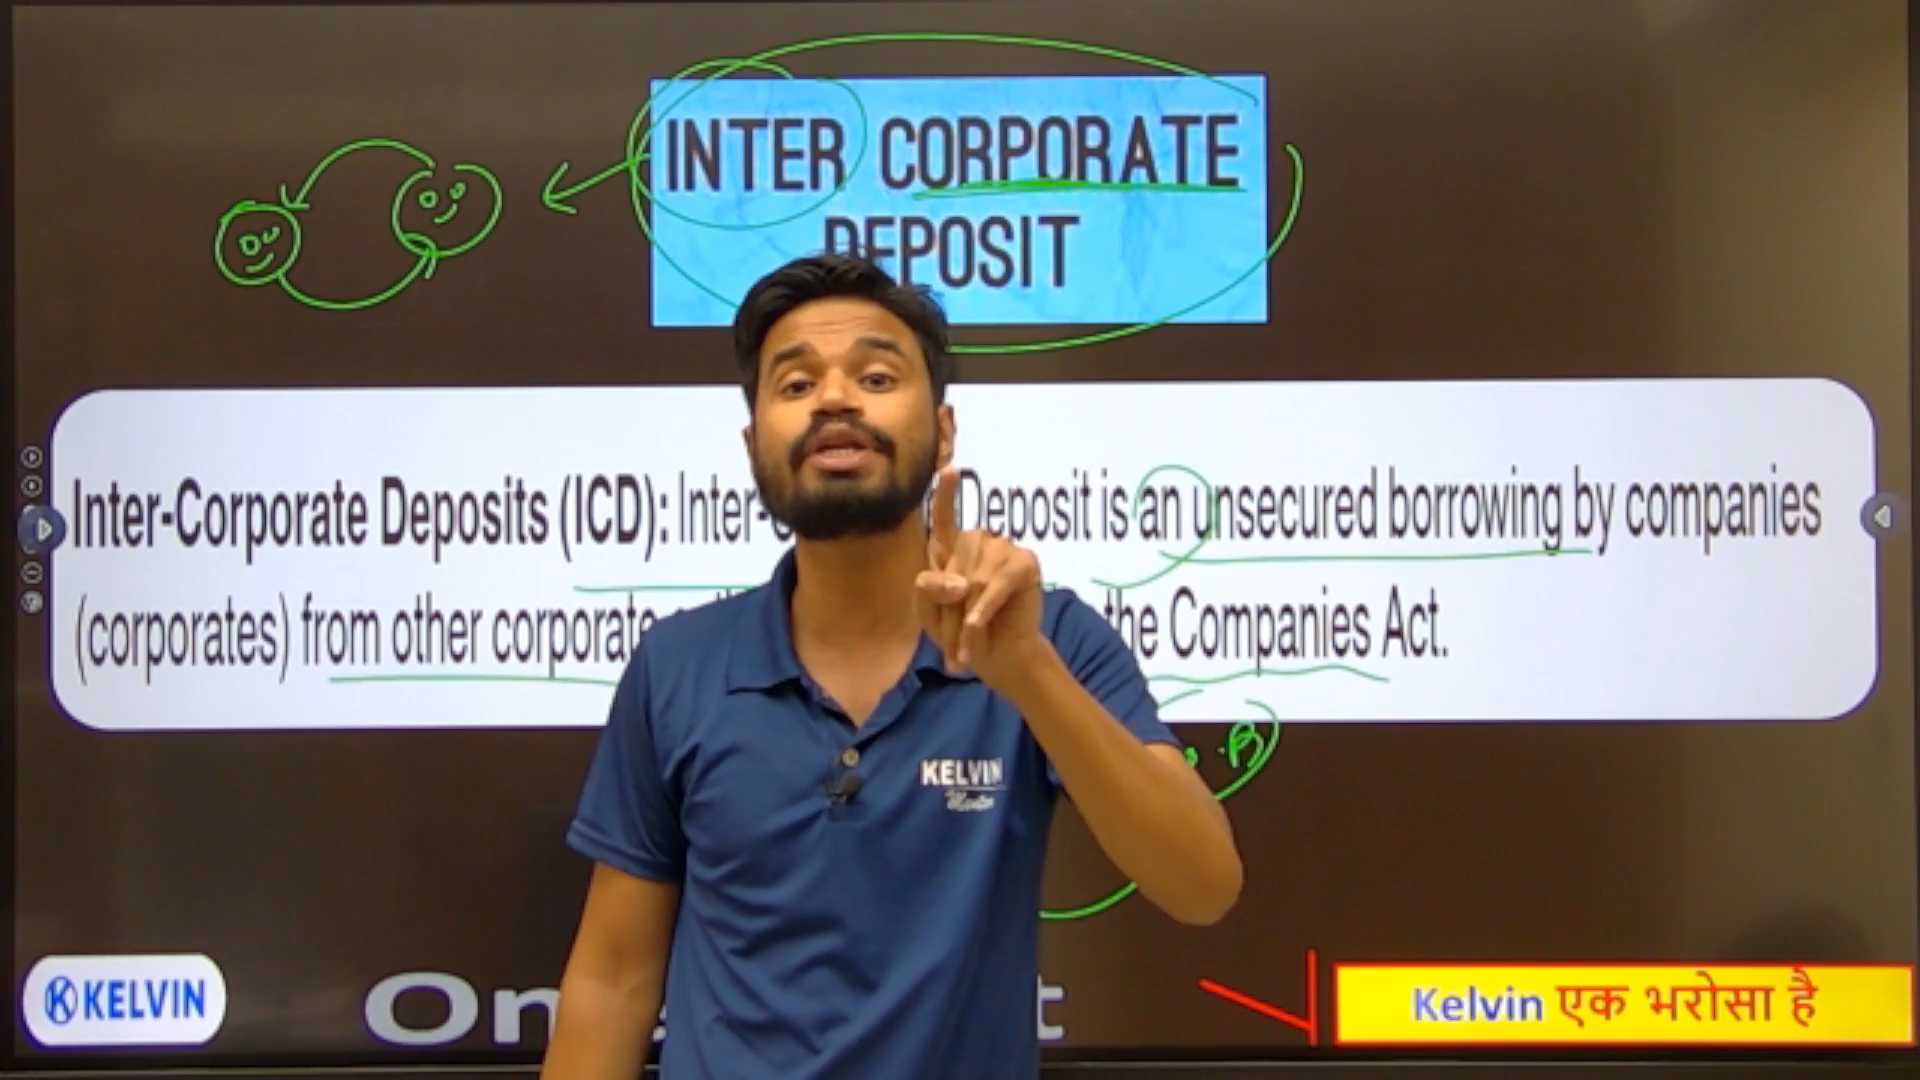 INTER CORPORATE
DEPOSIT
Inter-Corporate Deposits (ICD): Deposit is an unsecured borrowing by companies
(corporates) from other corporate the Companies Act.
B
KELVIN
Mentor
KELVIN
Kelvin एक भरोसा है